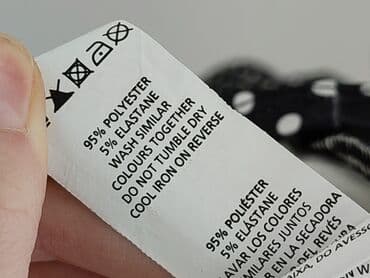 95% POLYESTER
5% ELASTANE
WASH SIMILAR
COLOURS TOGETHER
DO NOT TUMBLE DRY
COOL IRON ON REVERSE
95% POLIÉSTER
5% ELASTANE
LOS COLORES
SIMILARES JUNTOS
EN LA SECADORA
DEL REVÉS